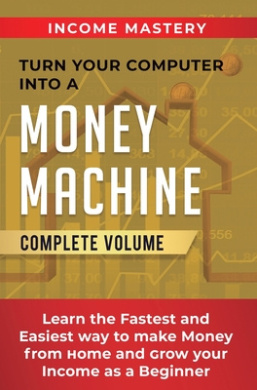 INCOME MASTERY
TURN YOUR COMPUTER
INTO A
MONEY
MACHINE
COMPLETE VOLUME
Learn the Fastest and
Easiest way to make Money
from Home and Grow your
Income as a Beginner